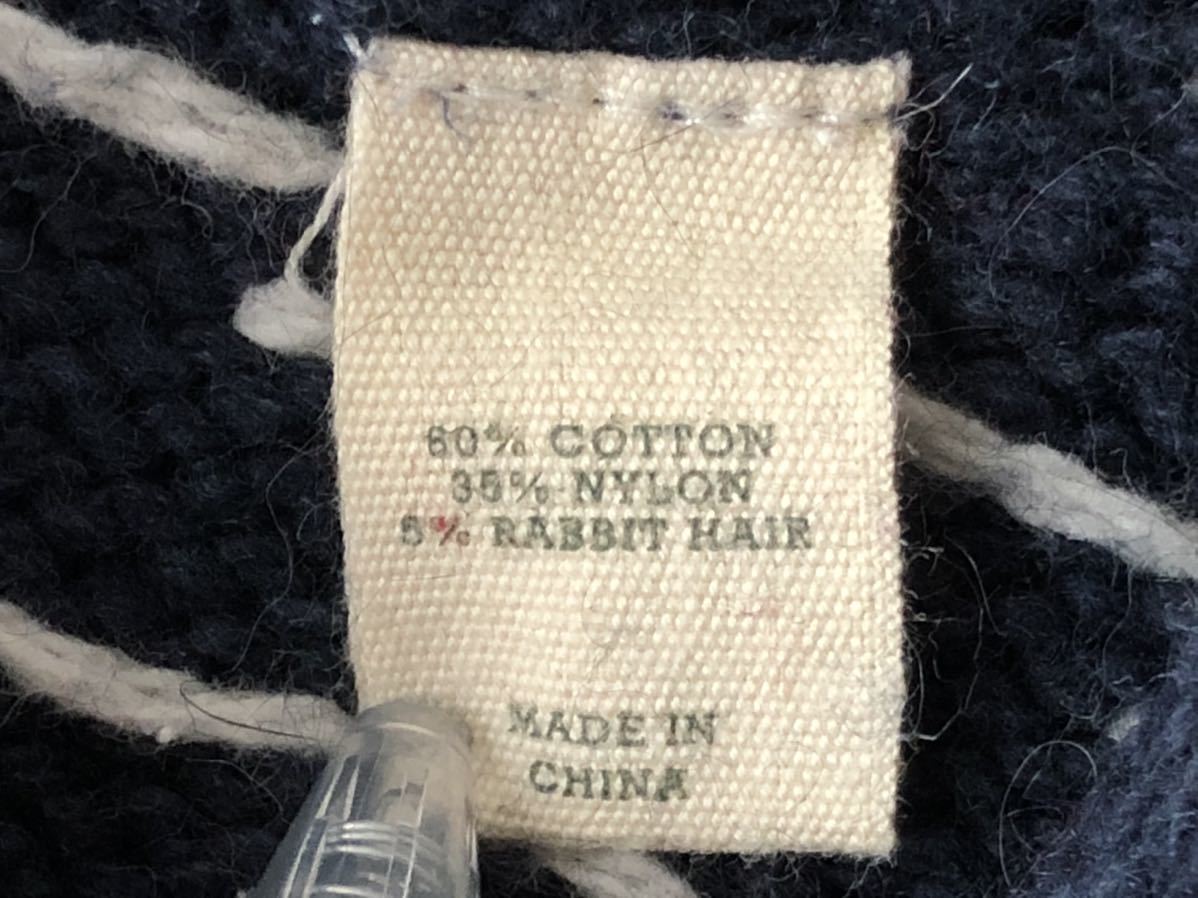 60% COTTON
35% NYLON
5% RABBIT HAIR
MADE IN
CHINA